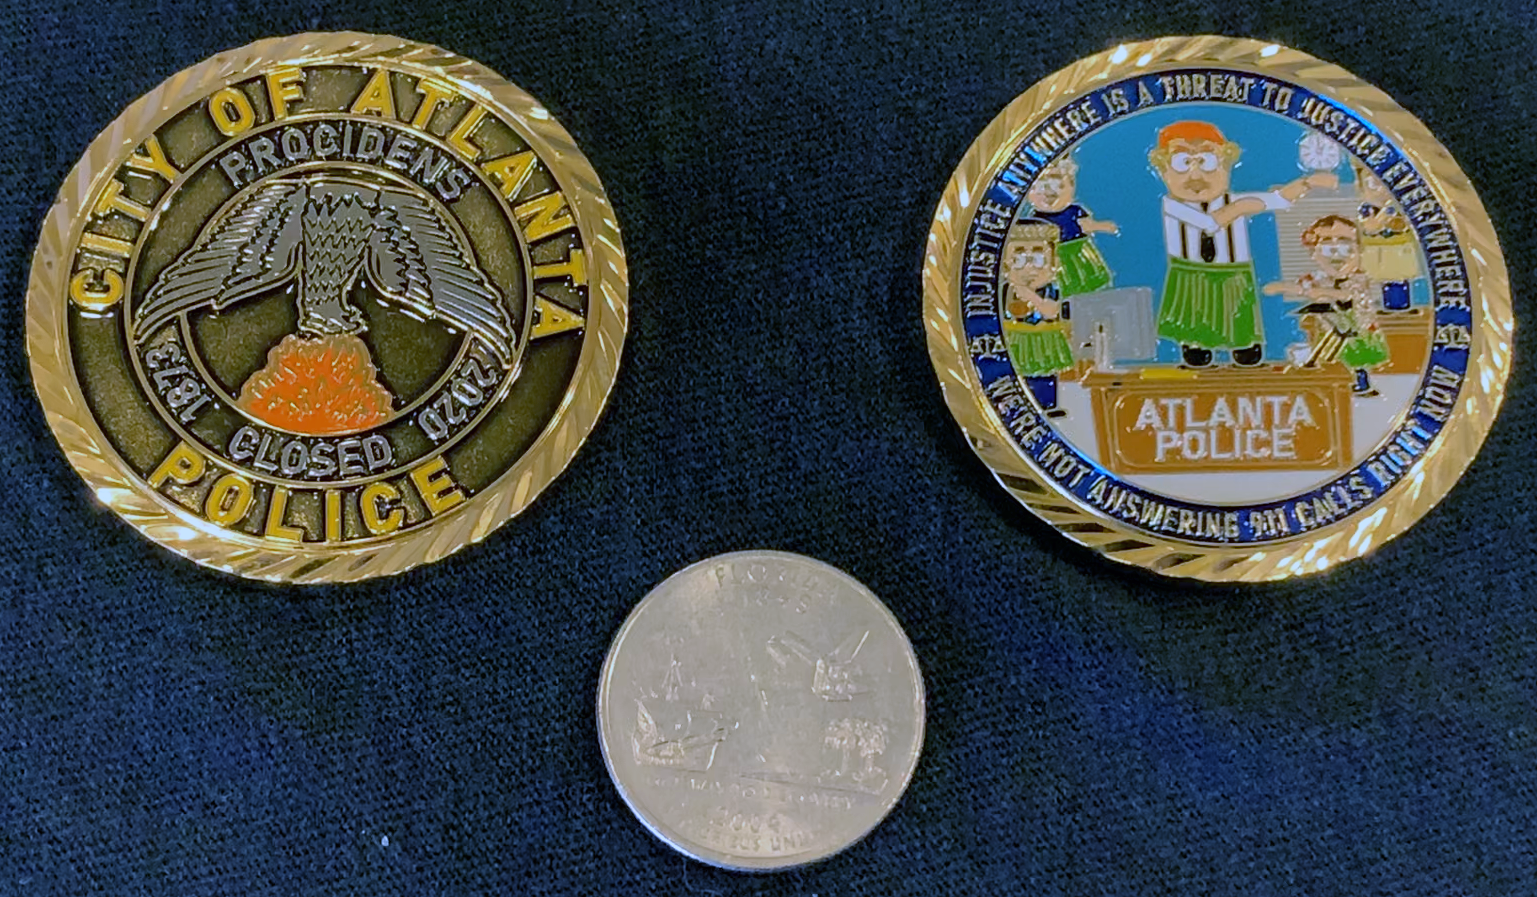 CITY OF ATLANTA
PROCIDENS
1873
2020
CLOSED
POLICE
INJUSTICE ANYWHERE IS A THREAT TO JUSTICE EVERYWHERE
ATLANTA
POLICE
WE'RE NOT ANSWERING 911 CALLS RIGHT NOW
FLORIDA
1845
2004